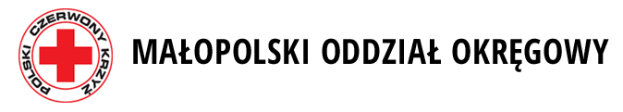 POLSKI CZERWONY KRZYŻ
MAŁOPOLSKI ODDZIAŁ OKRĘGOWY